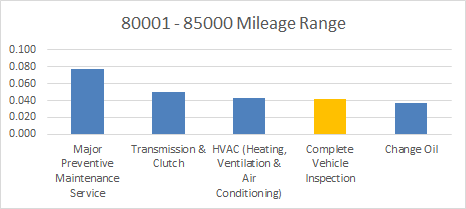 80001 - 85000 Mileage Range
0.100
0.080
0.060
0.040
0.020
0.000
Major
Preventive
Maintenance
Service
Transmission &
Clutch
HVAC (Heating,
Ventilation &
Air
Conditioning)
Complete
Vehicle
Inspection
Change Oil